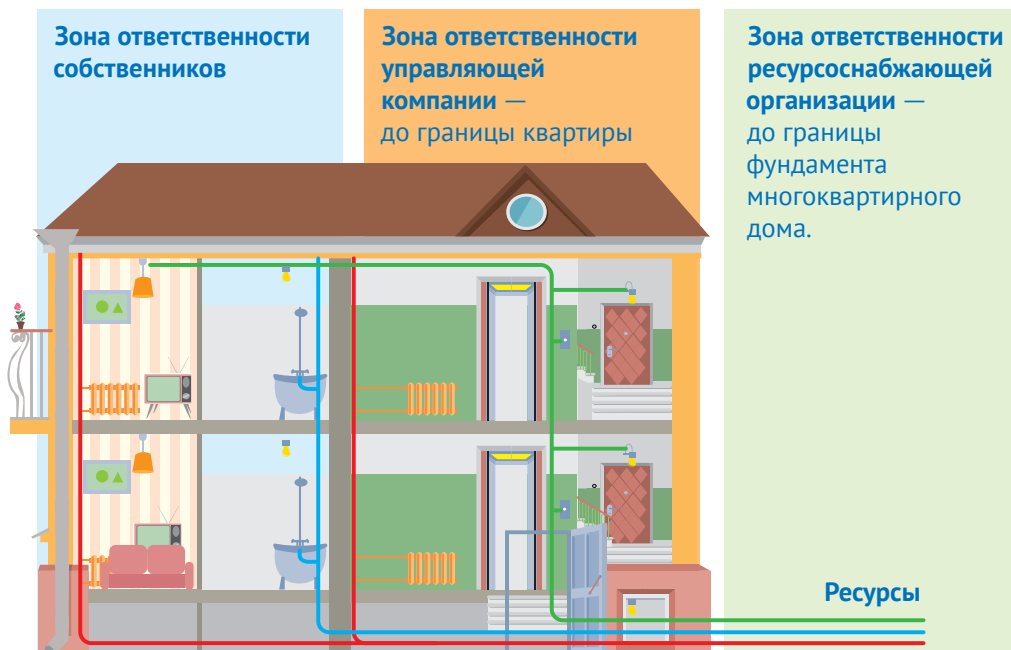 Зона ответственности
собственников
Зона ответственности
управляющей
компании —
до границы квартиры
Зона ответственности
ресурсоснабжающей
организации —
до границы
фундамента
многоквартирного
дома.
Ресурсы